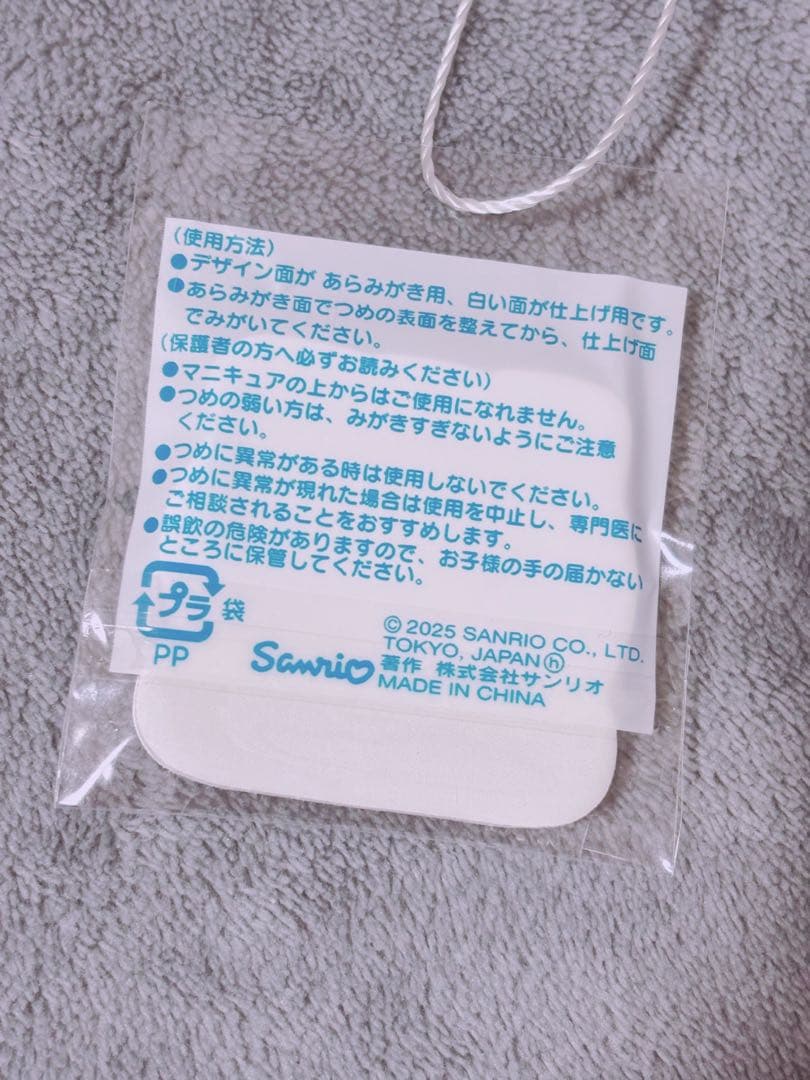 (使用方法)
●デザイン面が あらみがき用、白い面が仕上げ用です。
●あらみがき面でつめの表面を整えてから、仕上げ面
でみがいてください。
(保護者の方へ必ずお読みください)
●マニキュアの上からはご使用になれません。
●つめの弱い方は、みがきすぎないようにご注意
ください。
●つめに異常がある時は使用しないでください。
●つめに異常が現れた場合は使用を中止し、専門医に
ご相談されることをおすすめします。
●誤飲の危険がありますので、お子様の手の届かない
ところに保管してください。
プラ 袋
PP
Sanrio
© 2025 SANRIO CO., LTD.
TOKYO, JAPAN ⓗ
著作 株式会社サンリオ
MADE IN CHINA